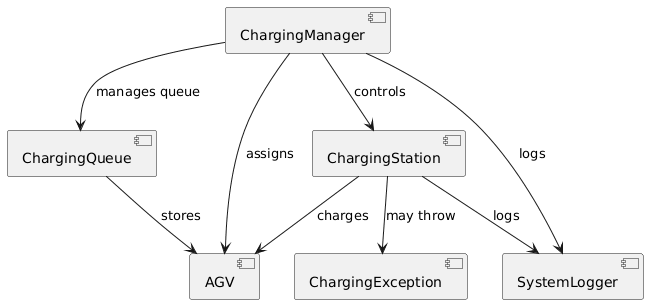 ChargingManager
manages queue
controls
ChargingQueue
assigns
ChargingStation
logs
stores
charges
may throw
logs
AGV
ChargingException
SystemLogger